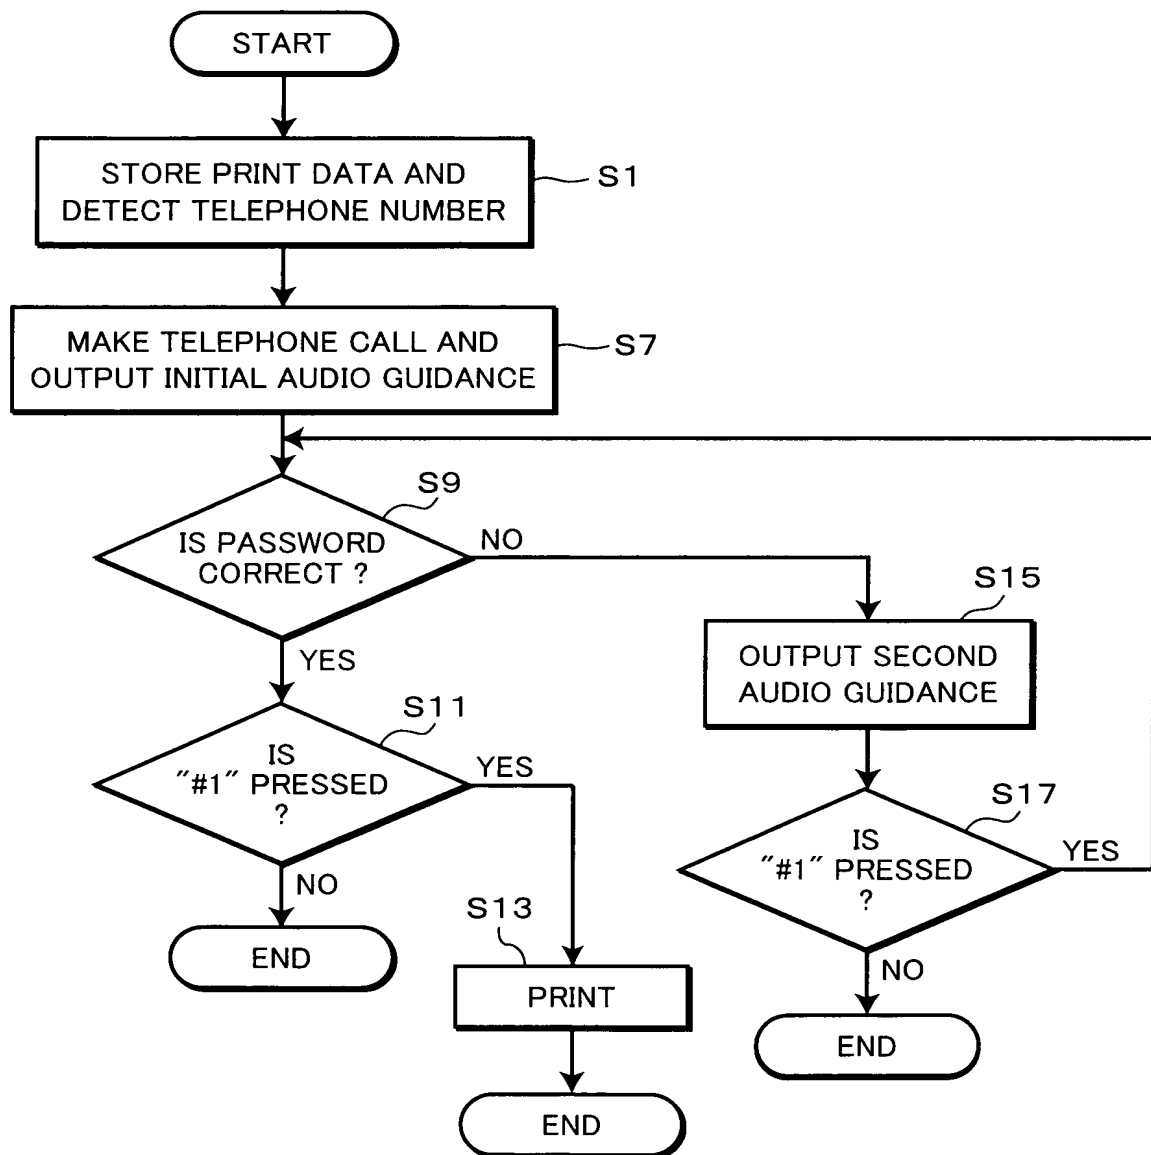 START
STORE PRINT DATA AND
DETECT TELEPHONE NUMBER
S1
MAKE TELEPHONE CALL AND
OUTPUT INITIAL AUDIO GUIDANCE
S7
S9
IS PASSWORD
CORRECT ?
NO
YES
S15
OUTPUT SECOND
AUDIO GUIDANCE
S11
IS
"#1" PRESSED
?
YES
NO
END
S17
IS
"#1" PRESSED
?
YES
NO
END
S13
PRINT
END